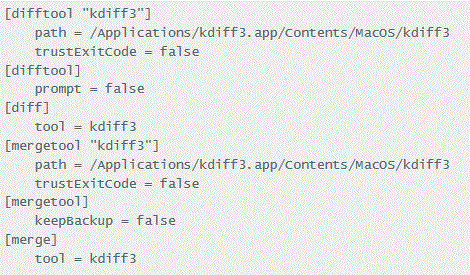 [difftool "kdiff3"]
    path = /Applications/kdiff3.app/Contents/MacOS/kdiff3
    trustExitCode = false
[difftool]
    prompt = false
[diff]
    tool = kdiff3
[mergetool "kdiff3"]
    path = /Applications/kdiff3.app/Contents/MacOS/kdiff3
    trustExitCode = false
[mergetool]
    keepBackup = false
[merge]
    tool = kdiff3